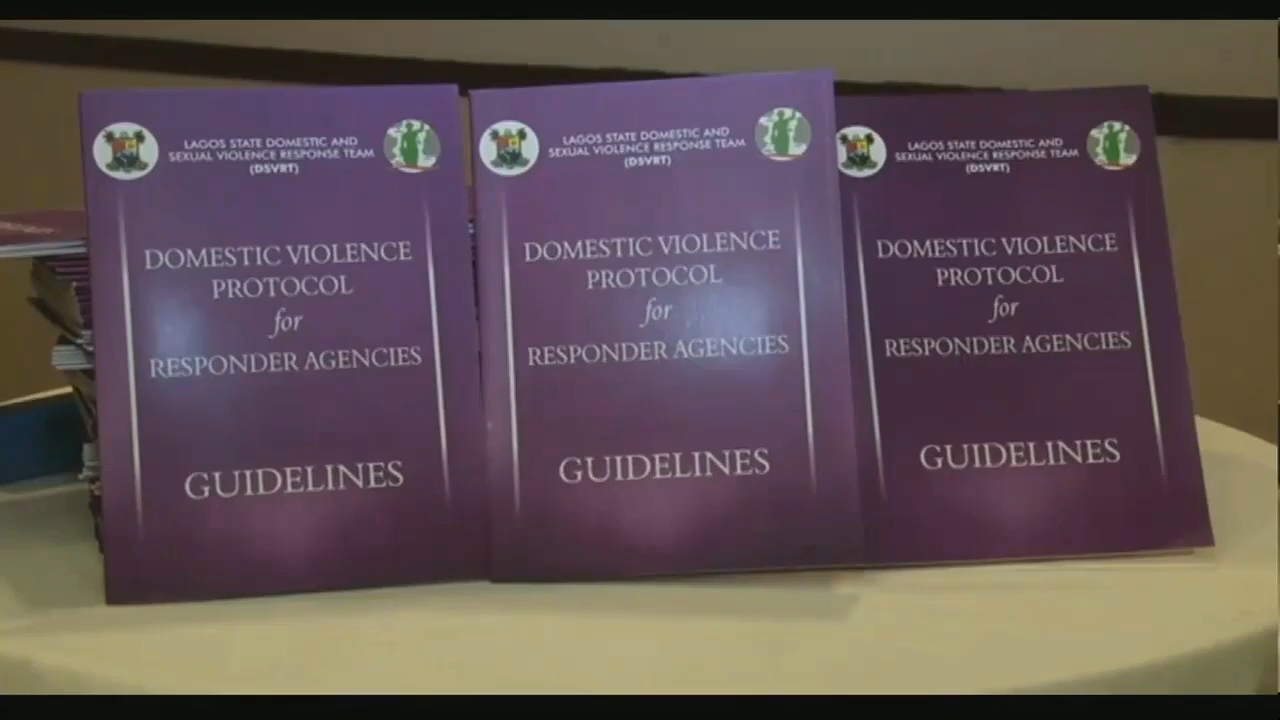 LAGOS STATE DOMESTIC AND
SEXUAL VIOLENCE RESPONSE TEAM
(DSVRT)
DOMESTIC VIOLENCE
PROTOCOL
for
RESPONDER AGENCIES
GUIDELINES
LAGOS STATE DOMESTIC AND
SEXUAL VIOLENCE RESPONSE TEAM
(DSVRT)
DOMESTIC VIOLENCE
PROTOCOL
for
RESPONDER AGENCIES
GUIDELINES
LAGOS STATE DOMESTIC AND
SEXUAL VIOLENCE RESPONSE TEAM
(DSVRT)
DOMESTIC VIOLENCE
PROTOCOL
for
RESPONDER AGENCIES
GUIDELINES